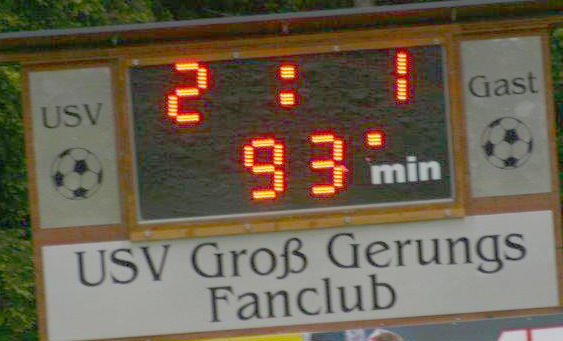 2 : 1
USV
Gast
93. min
USV Groß Gerungs
Fanclub